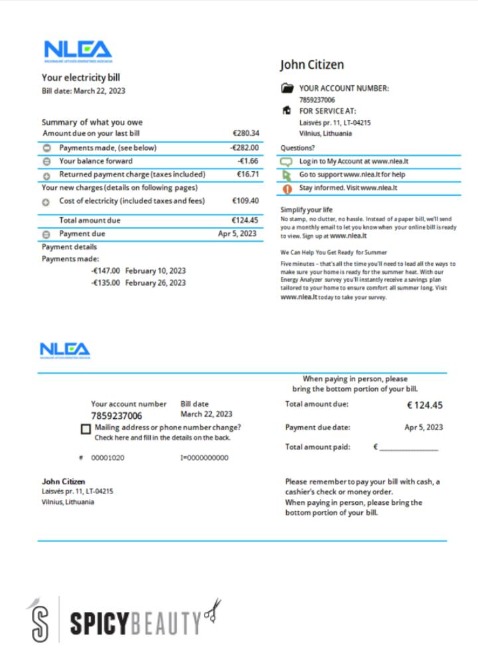 NLEA
Your electricity bill
Bill date: March 22, 2023
Summary of what you owe
Amount due on your last bill €280.34
Payments made, (see below) -€282.00
Your balance forward -€1.66
Returned payment charge (taxes included) €16.71
Your new charges (details on following pages)
Cost of electricity (included taxes and fees) €109.40
Total amount due €124.45
Payment due Apr 5, 2023
Payment details
Payments made:
-€147.00 February 10, 2023
-€135.00 February 26, 2023
John Citizen
YOUR ACCOUNT NUMBER:
7859237006
FOR SERVICE AT:
Laisvės pr. 11, LT-04215
Vilnius, Lithuania
Questions?
Log in to My Account at www.nlea.lt
Go to support www.nlea.lt for help
Stay informed. Visit www.nlea.lt
Simplify your life
No stamp, no clutter, no hassle. Instead of a paper bill, we'll send
you a monthly email to let you know when your online bill is ready
to view. Sign up at www.nlea.lt
We Can Help You Get Ready for Summer
Five minutes – that's all the time you'll need to lead all the ways to
make sure your home is ready for the summer heat. With our
Energy Analyzer survey you'll instantly receive a savings plan
tailored to your home to ensure comfort all summer long. Visit
www.nlea.lt today to take your survey.
NLEA
When paying in person, please
bring the bottom portion of your bill.
Your account number Bill date
7859237006 March 22, 2023
Mailing address or phone number change?
Check here and fill in the details on the back.
# 00001020 I=0000000000
Total amount due: € 124.45
Payment due date: Apr 5, 2023
Total amount paid: €
John Citizen
Laisvės pr. 11, LT-04215
Vilnius, Lithuania
Please remember to pay your bill with cash, a
cashier's check or money order.
When paying in person, please bring the
bottom portion of your bill.
S SPICYBEAUTY